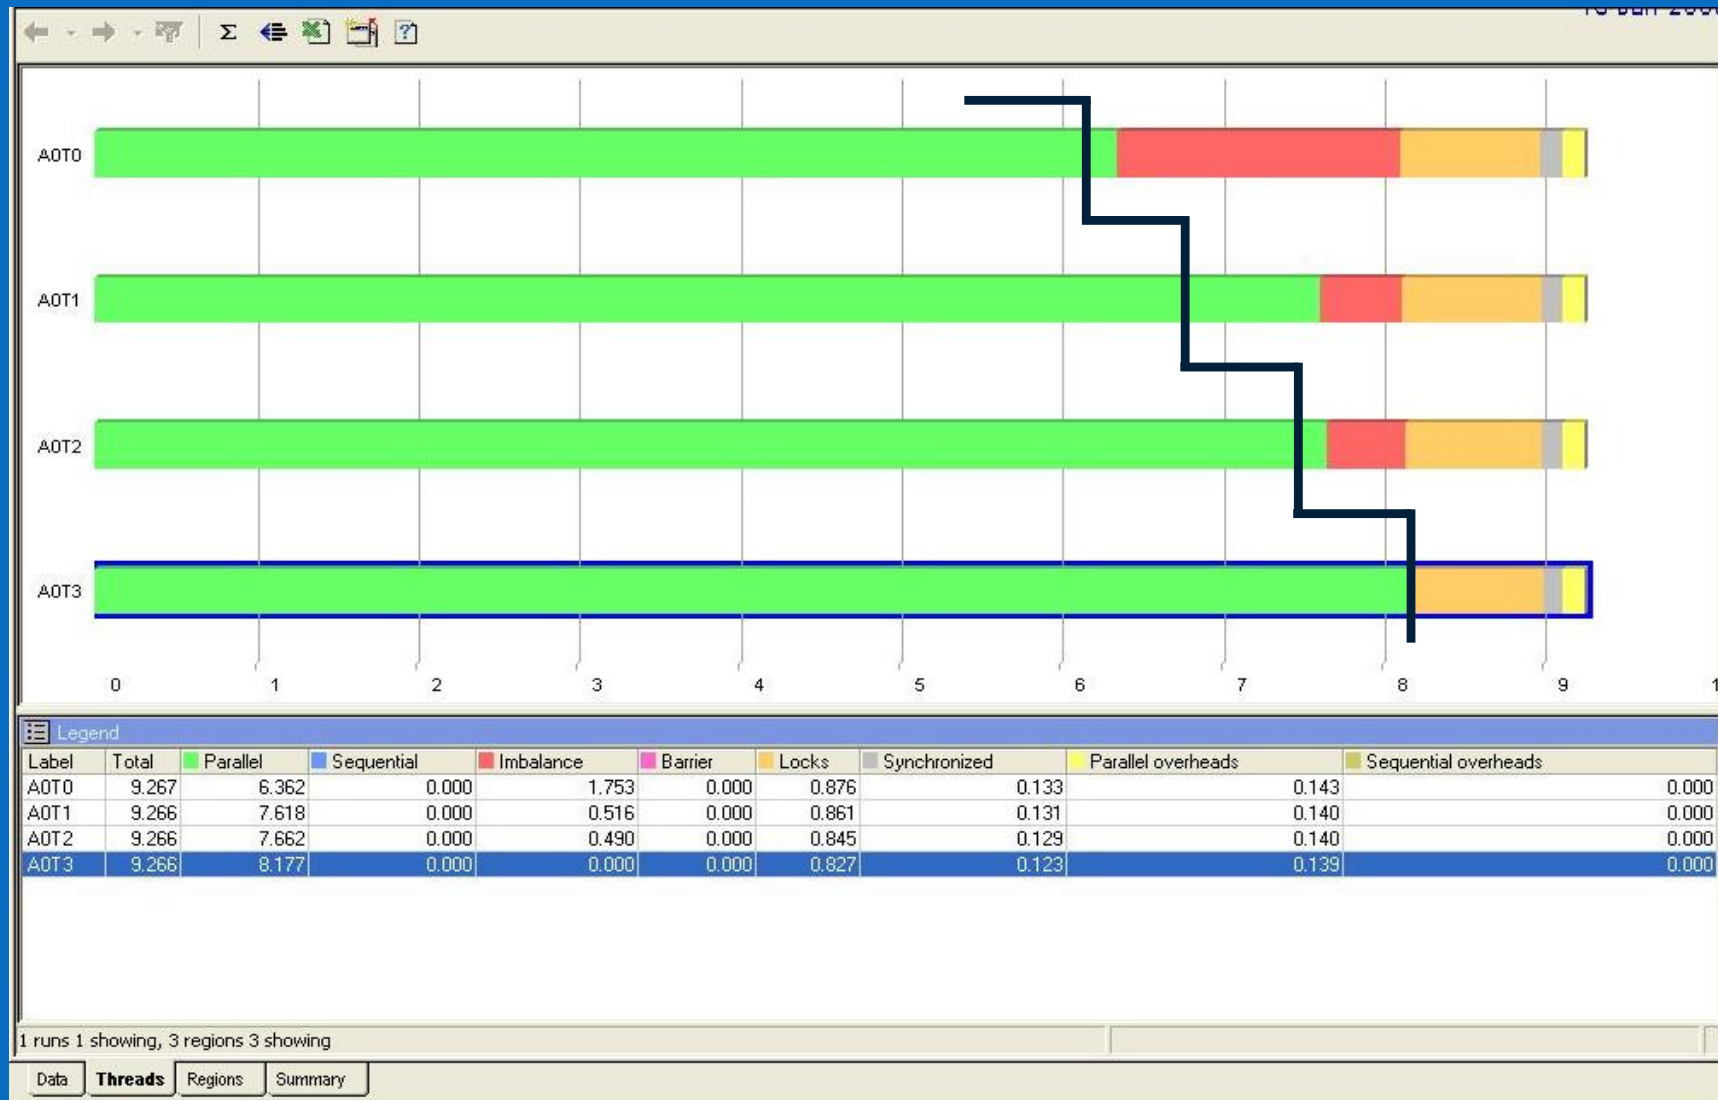 Σ
A0T0
A0T1
A0T2
A0T3
0 1 2 3 4 5 6 7 8 9 1
Legend
Label Total Parallel Sequential Imbalance Barrier Locks Synchronized Parallel overheads Sequential overheads
A0T0 9.267 6.362 0.000 1.753 0.000 0.876 0.133 0.143 0.000
A0T1 9.266 7.618 0.000 0.516 0.000 0.861 0.131 0.140 0.000
A0T2 9.266 7.662 0.000 0.490 0.000 0.845 0.129 0.140 0.000
A0T3 9.266 8.177 0.000 0.000 0.000 0.827 0.123 0.139 0.000
1 runs 1 showing, 3 regions 3 showing
Data Threads Regions Summary